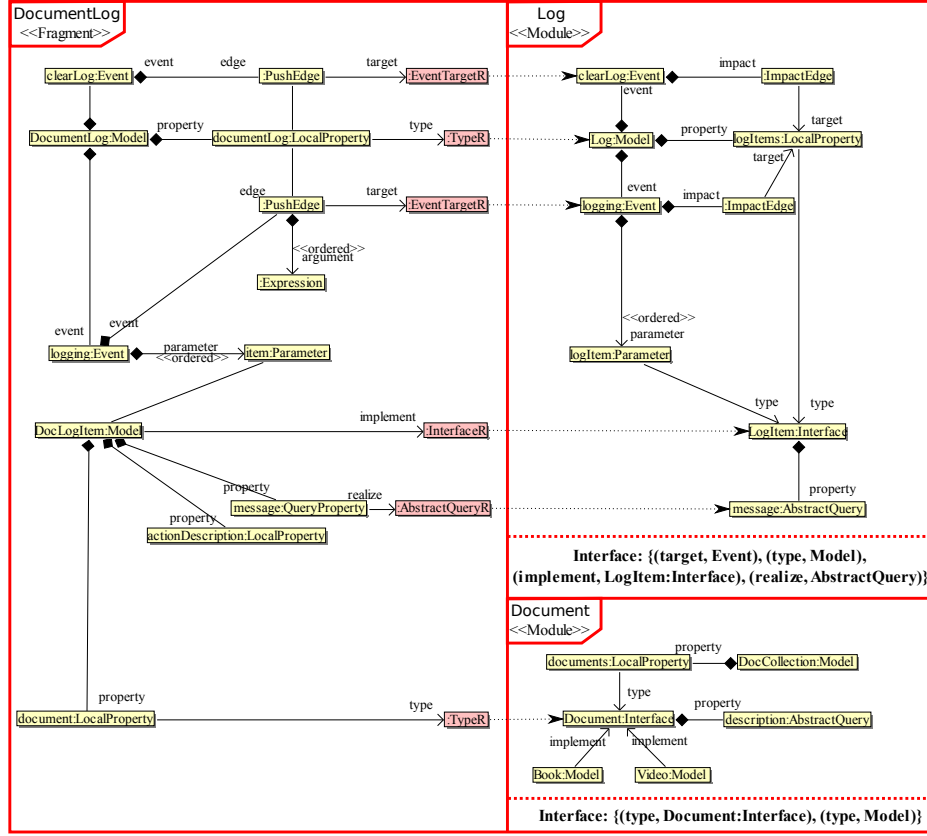 DocumentLog
<<Fragment>>
clearLog:Event
event
edge
:PushEdge
target
:EventTargetR
DocumentLog:Model
property
documentLog:LocalProperty
type
:TypeR
edge
:PushEdge
target
:EventTargetR
<<ordered>>
argument
:Expression
event
event
logging:Event
parameter
<<ordered>>
item:Parameter
DocLogItem:Model
implement
:InterfaceR
property
realize
message:QueryProperty
:AbstractQueryR
property
actionDescription:LocalProperty
property
document:LocalProperty
type
:TypeR
Log
<<Module>>
clearLog:Event
impact
:ImpactEdge
event
target
Log:Model
property
logItems:LocalProperty
target
event
logging:Event
impact
:ImpactEdge
<<ordered>>
parameter
logItem:Parameter
type
type
LogItem:Interface
property
message:AbstractQuery
Interface: {(target, Event), (type, Model),
(implement, LogItem:Interface), (realize, AbstractQuery)}
Document
<<Module>>
documents:LocalProperty
property
DocCollection:Model
type
Document:Interface
property
description:AbstractQuery
implement
implement
Book:Model
Video:Model
Interface: {(type, Document:Interface), (type, Model)}